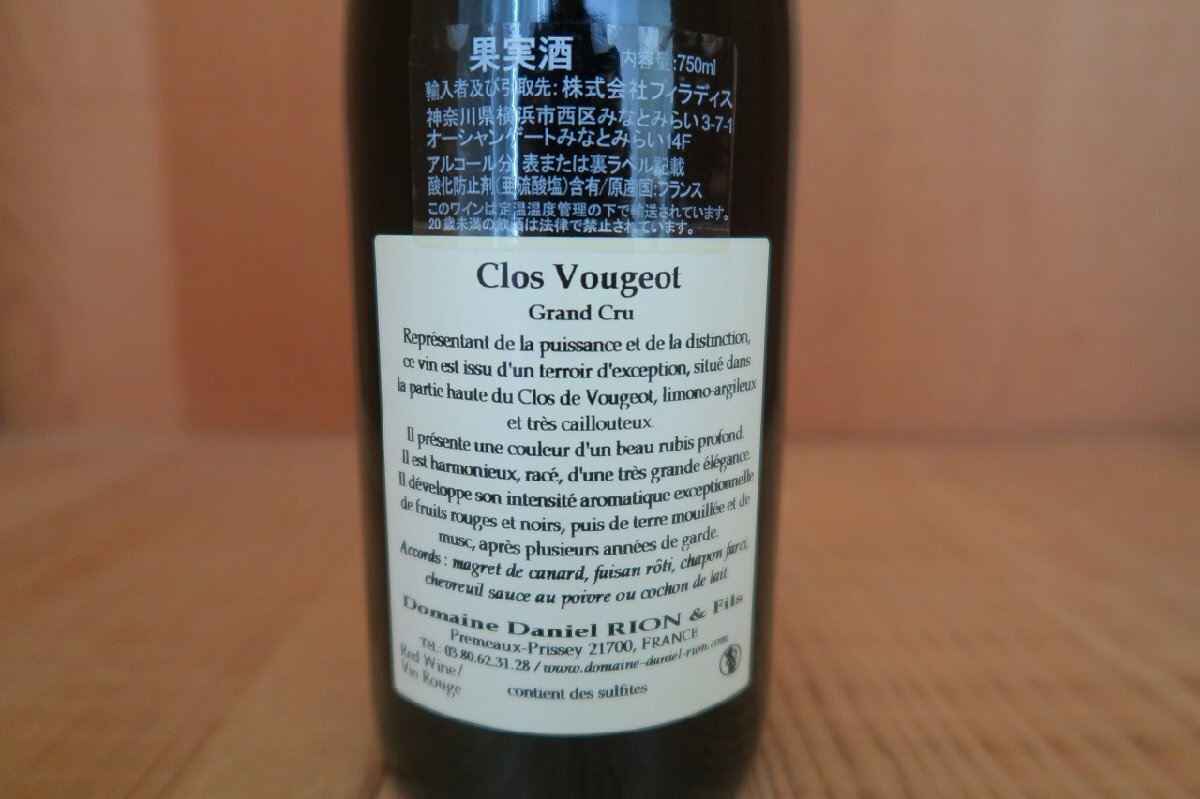 果実酒 内容量:750ml
輸入者及び引取先:株式会社フィラディス
神奈川県横浜市西区みなとみらい3-7-1
オーシャンゲートみなとみらい14F
アルコール分 表または裏ラベル記載
酸化防止剤(亜硫酸塩)含有/原産国:フランス
このワインは定温温度管理の下で輸送されています。
20歳未満の飲酒は法律で禁止されています。
Clos Vougeot
Grand Cru
Représentant de la puissance et de la distinction,
ce vin est issu d'un terroir d'exception, situé dans
la partie haute du Clos de Vougeot, limono-argileux
et très caillouteux.
Il présente une couleur d'un beau rubis profond.
Il est harmonieux, racé, d'une très grande élégance.
Il développe son intensité aromatique exceptionnelle
de fruits rouges et noirs, puis de terre mouillée et de
musc, après plusieurs années de garde.
Accords : magret de canard, faisan rôti, chapon farci,
chevreuil sauce au poivre ou cochon de lait
Domaine Daniel RION & Fils
Premeaux-Prissey 21700, FRANCE
Tél.: 03.80.62.31.28 / www.domaine-daniel-rion.com
Red Wine/
Vin Rouge
contient des sulfites